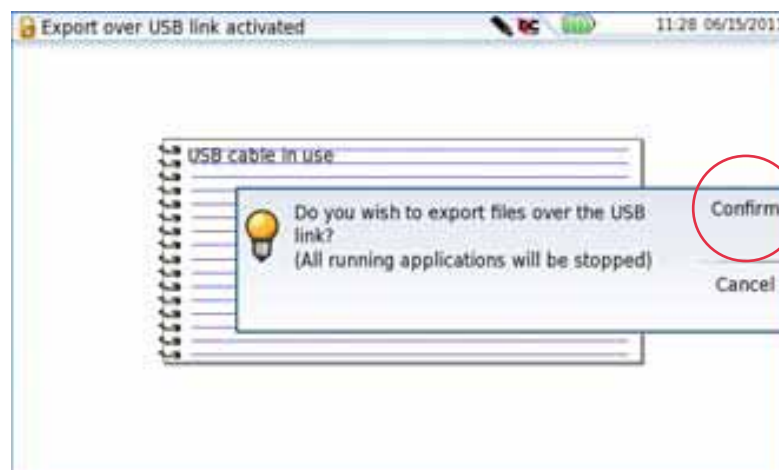 Export over USB link activated
DC
11:28 06/15/2011
USB cable in use
Do you wish to export files over the USB
link?
(All running applications will be stopped)
Confirm
Cancel